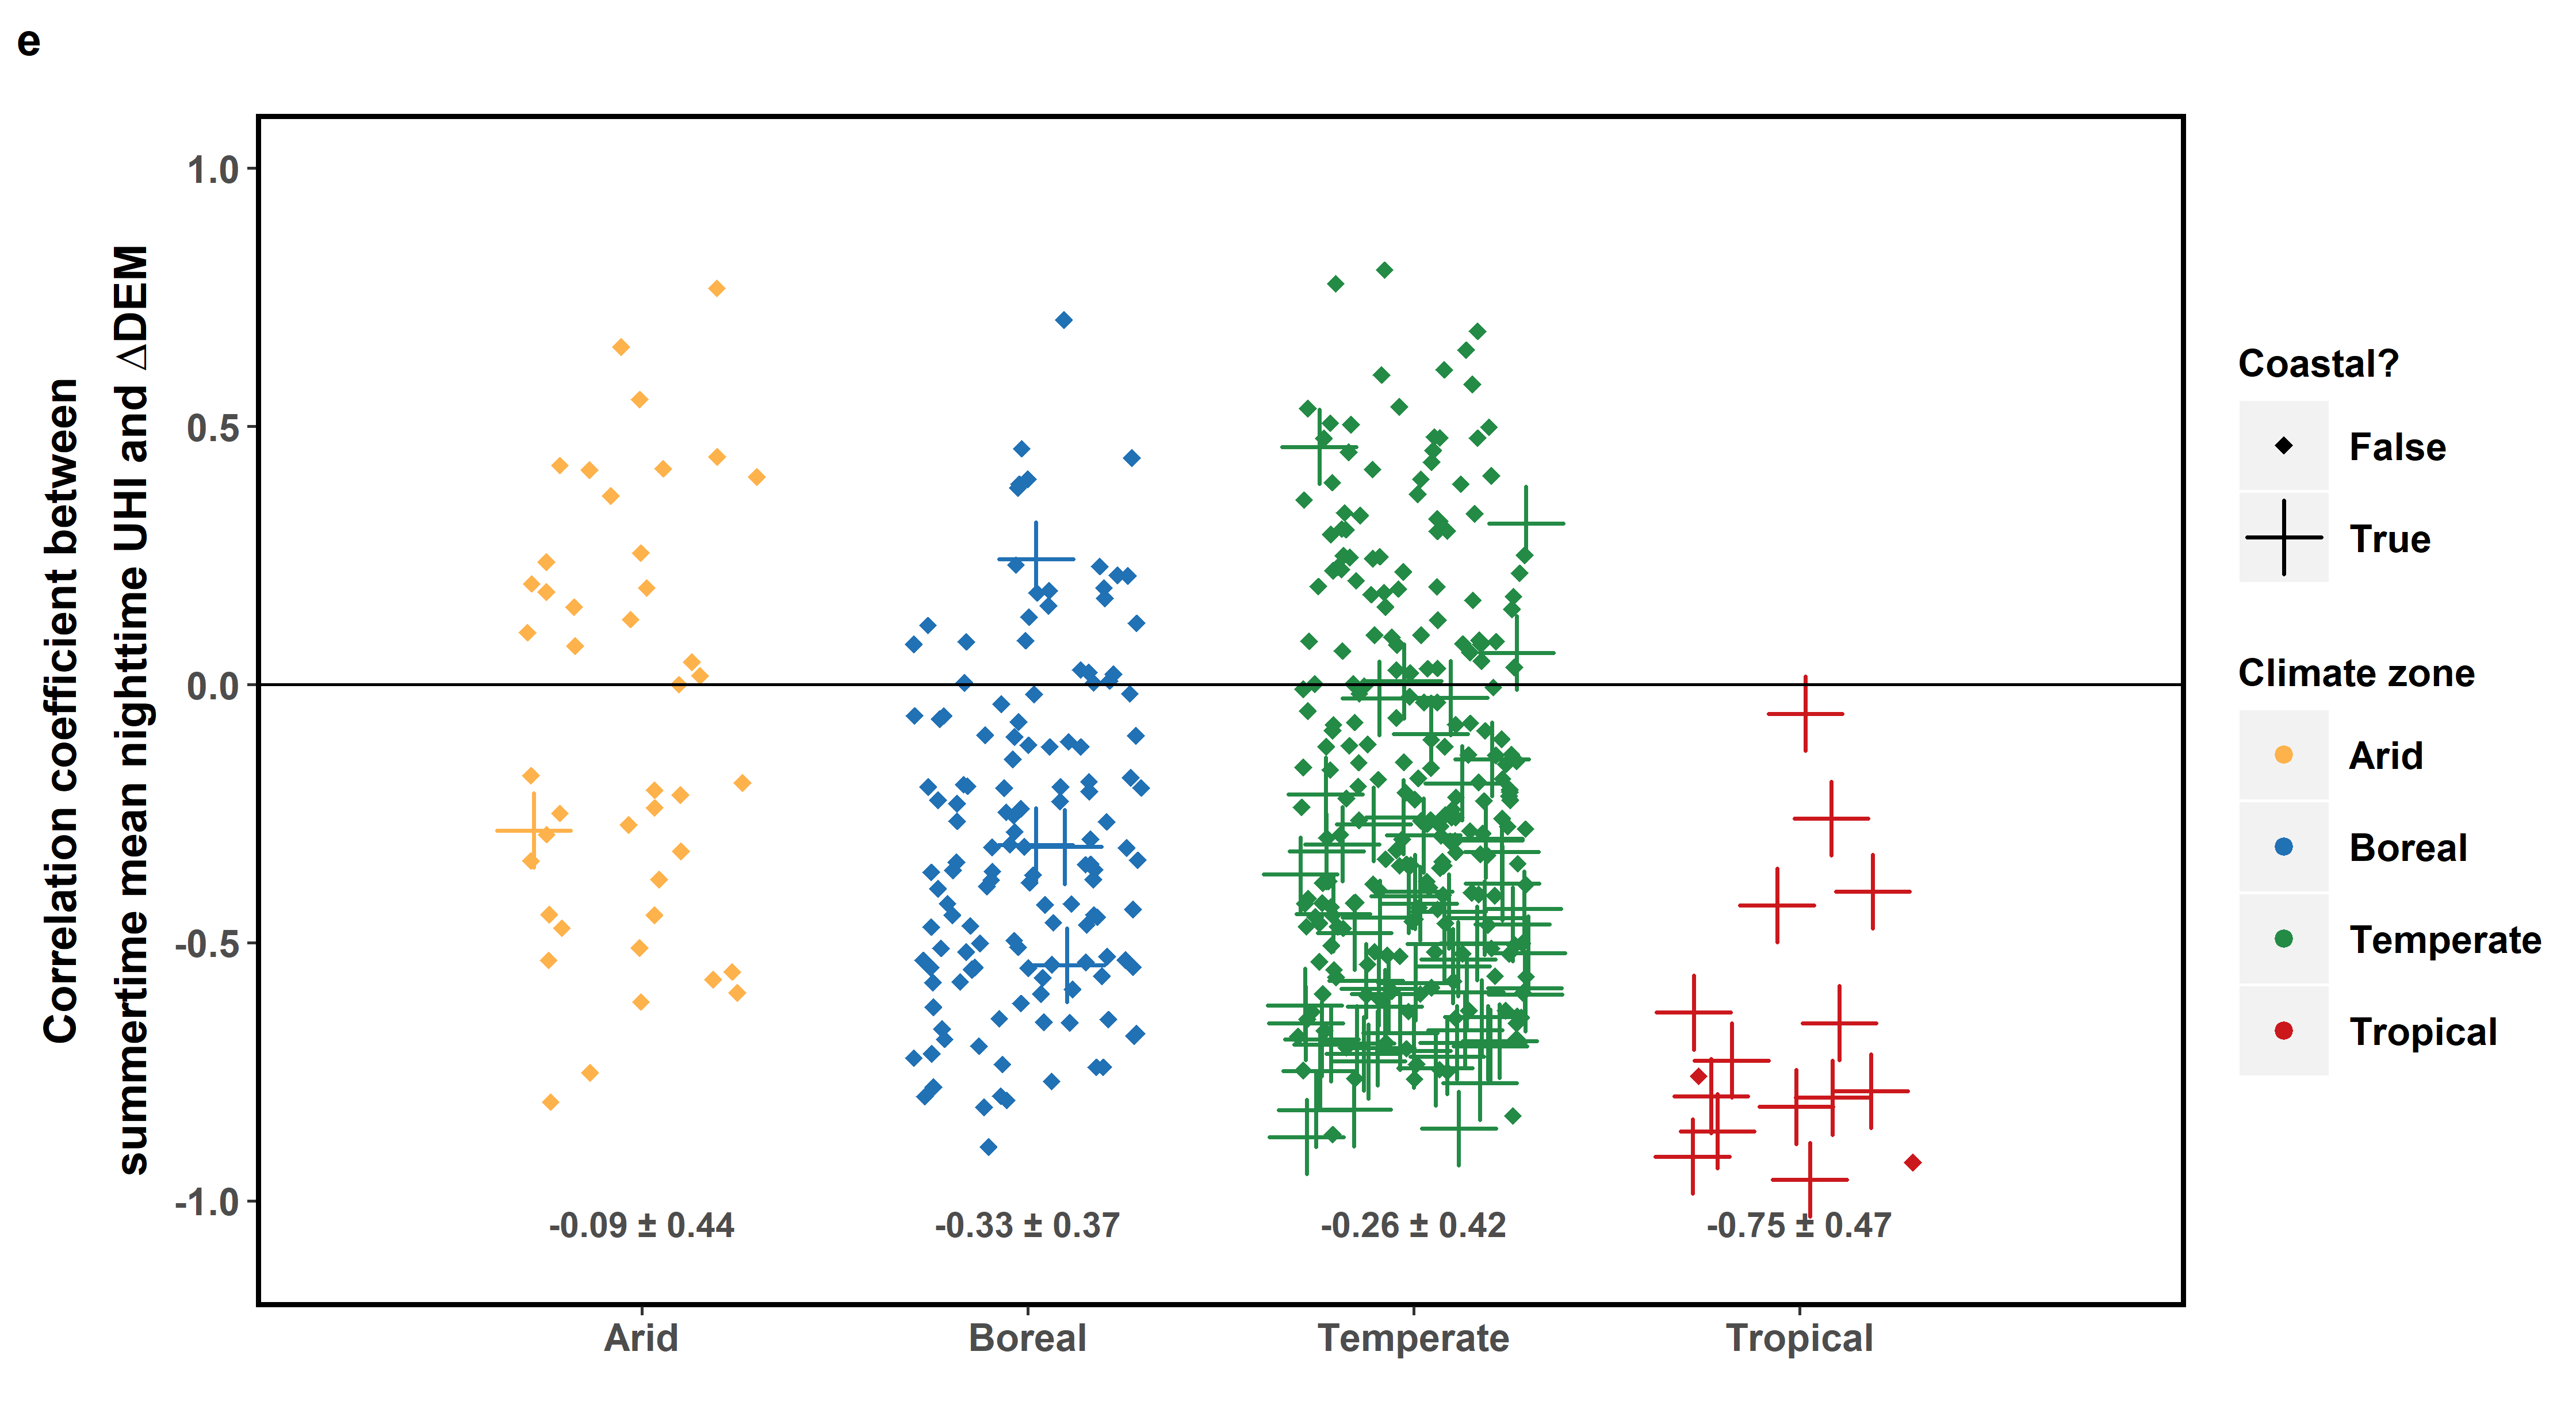 e
Correlation coefficient between
summertime mean nighttime UHI and ΔDEM
1.0
0.5
0.0
-0.5
-1.0
-0.09 ± 0.44
-0.33 ± 0.37
-0.26 ± 0.42
-0.75 ± 0.47
Arid
Boreal
Temperate
Tropical
Coastal?
False
True
Climate zone
Arid
Boreal
Temperate
Tropical